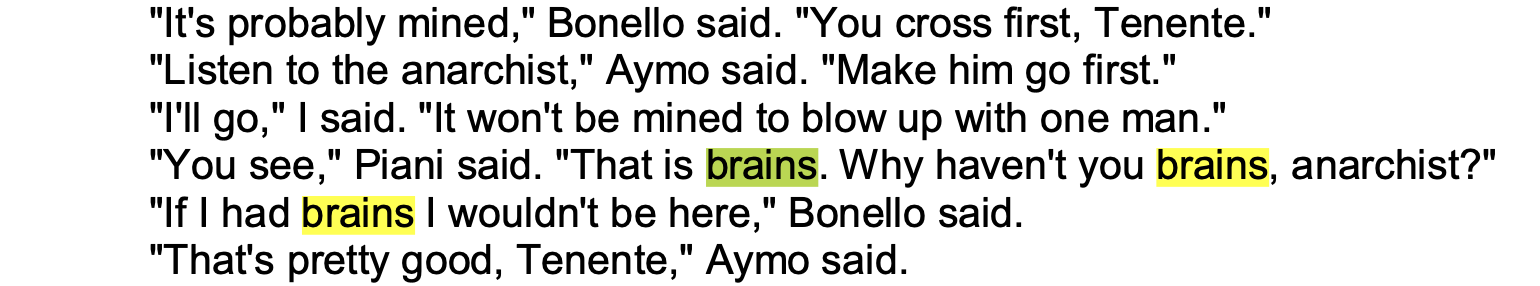 "It's probably mined," Bonello said. "You cross first, Tenente."
"Listen to the anarchist," Aymo said. "Make him go first."
"I'll go," I said. "It won't be mined to blow up with one man."
"You see," Piani said. "That is brains. Why haven't you brains, anarchist?"
"If I had brains I wouldn't be here," Bonello said.
"That's pretty good, Tenente," Aymo said.